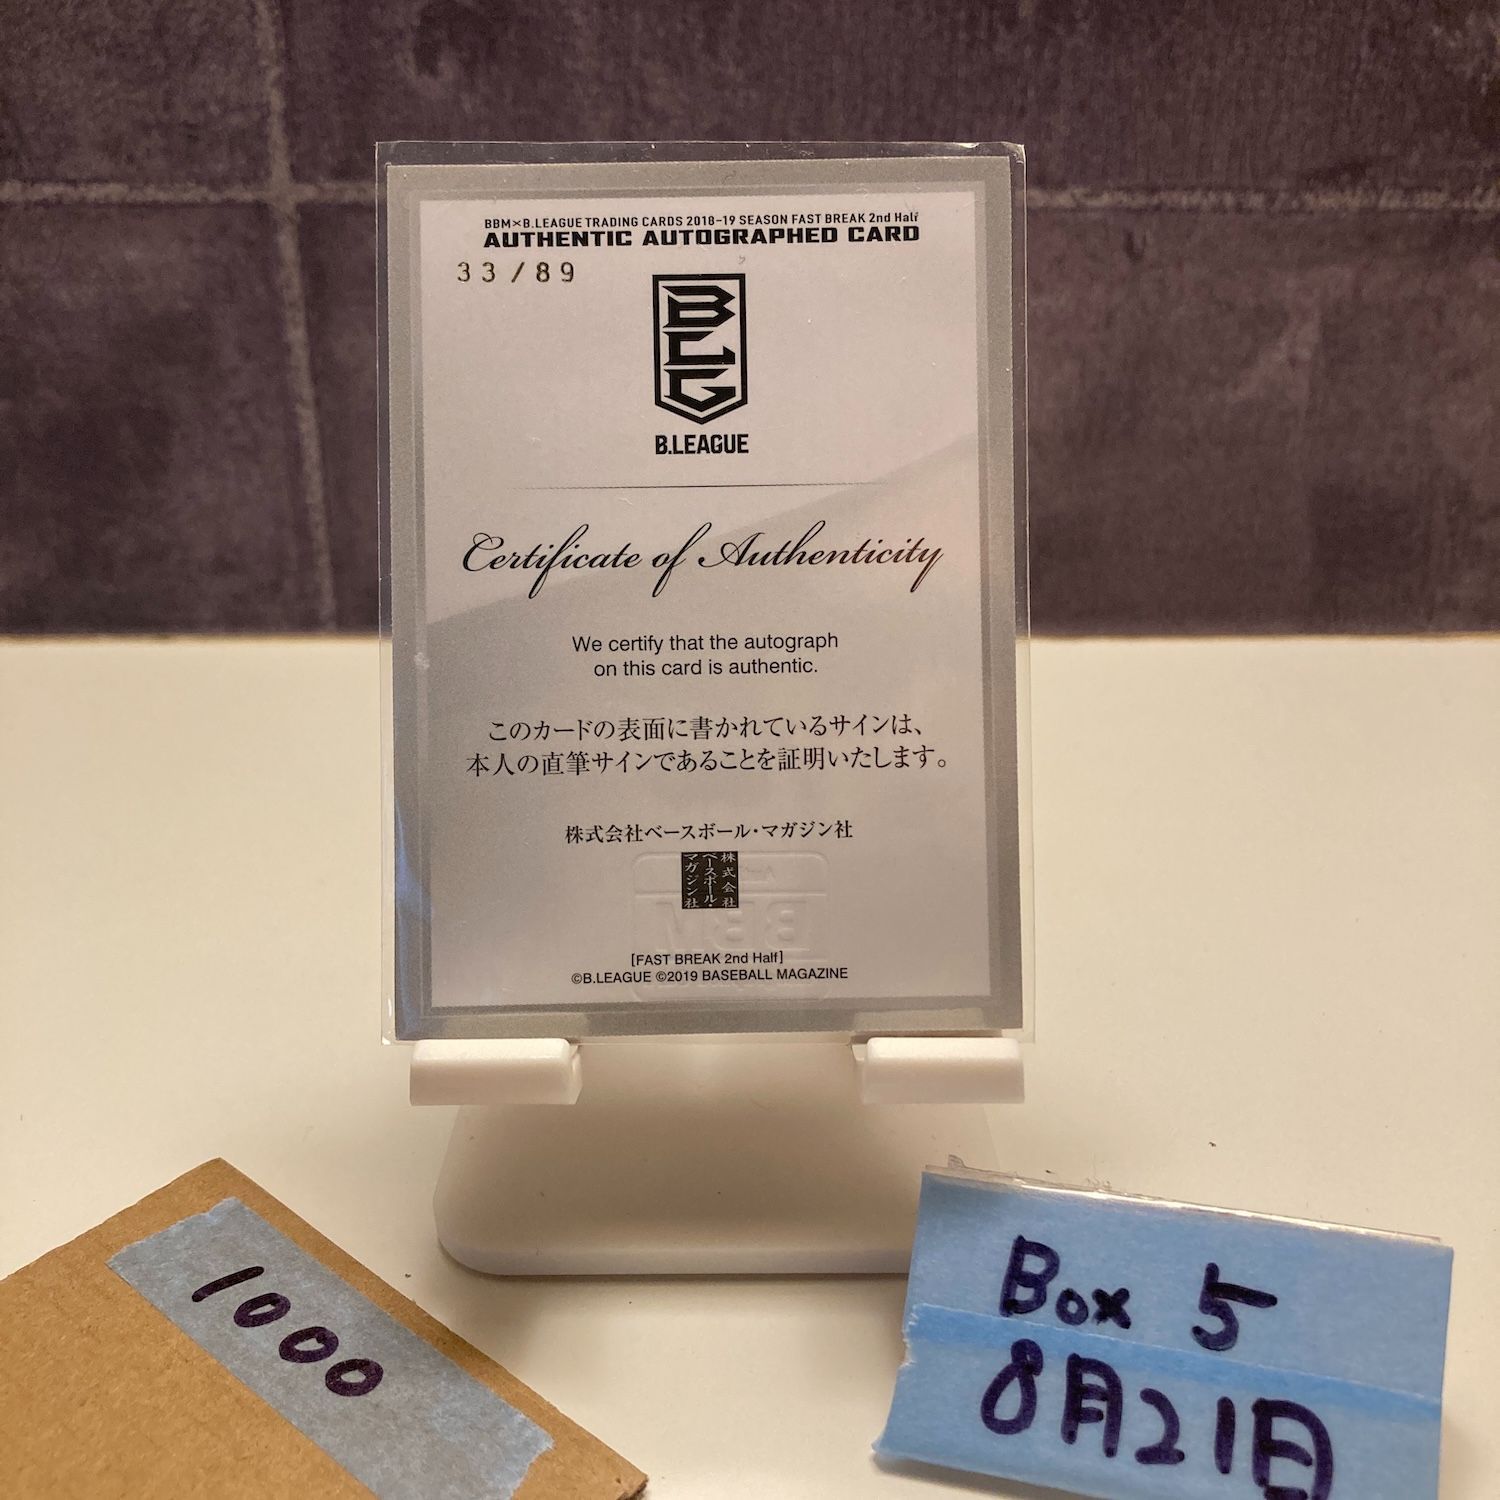 BBM×B.LEAGUE TRADING CARDS 2018-19 SEASON FAST BREAK 2nd Half
AUTHENTIC AUTOGRAPHED CARD
33/89
BLG
B.LEAGUE
Certificate of Authenticity
We certify that the autograph
on this card is authentic.
このカードの表面に書かれているサインは、
本人の直筆サインであることを証明いたします。
株式会社ベースボール・マガジン社
株式会社
ベースボール・
マガジン社
BBM
[FAST BREAK 2nd Half]
©B.LEAGUE ©2019 BASEBALL MAGAZINE
1000
Box 5
8月21日